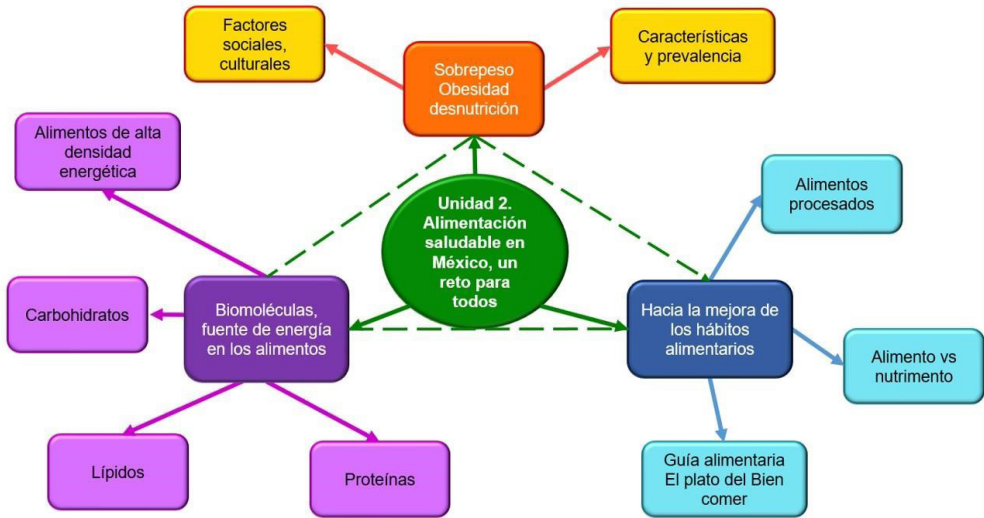 Factores
sociales,
culturales
Sobrepeso
Obesidad
desnutrición
Características
y prevalencia
Alimentos de alta
densidad
energética
Unidad 2.
Alimentación
saludable en
México, un
reto para
todos
Alimentos
procesados
Carbohidratos
Biomoléculas,
fuente de energía
en los alimentos
Hacia la mejora de
los hábitos
alimentarios
Alimento vs
nutrimento
Lípidos
Proteínas
Guía alimentaria
El plato del Bien
comer